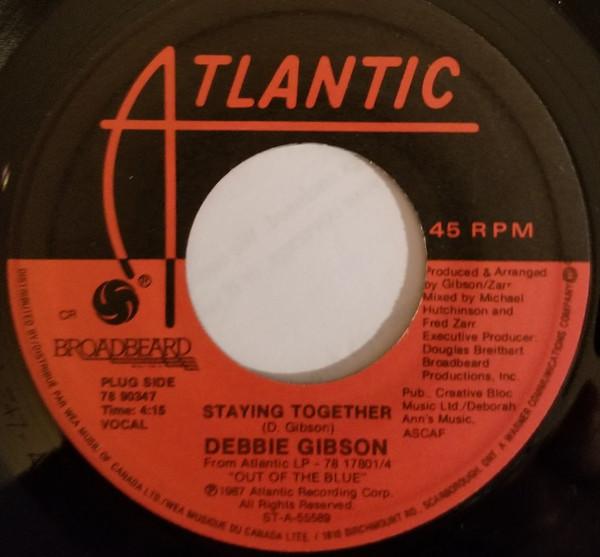 ATLANTIC
45 RPM
®
CR
BROADBEARD
PLUG SIDE
78 90347
Time: 4:15
VOCAL
Produced & Arranged
by Gibson/Zarr
Mixed by Michael
Hutchinson and
Fred Zarr
Executive Producer:
Douglas Breitbart
Broadbeard
Productions, Inc.
Pub., Creative Bloc
Music Ltd./Deborah
Ann's Music,
ASCAF
STAYING TOGETHER
(D. Gibson)
DEBBIE GIBSON
From Atlantic LP - 78 17801/4
"OUT OF THE BLUE"
℗1987 Atlantic Recording Corp.
All Rights Reserved.
ST-A-55589
DISTRIBUTED BY/DISTRIBUÉ PAR WEA MUSIC OF CANADA LTD./WEA MUSIQUE DU CANADA LTÉE. / 1810 BIRCHMOUNT RD., SCARBOROUGH, ONT. A WARNER COMMUNICATIONS COMPANY